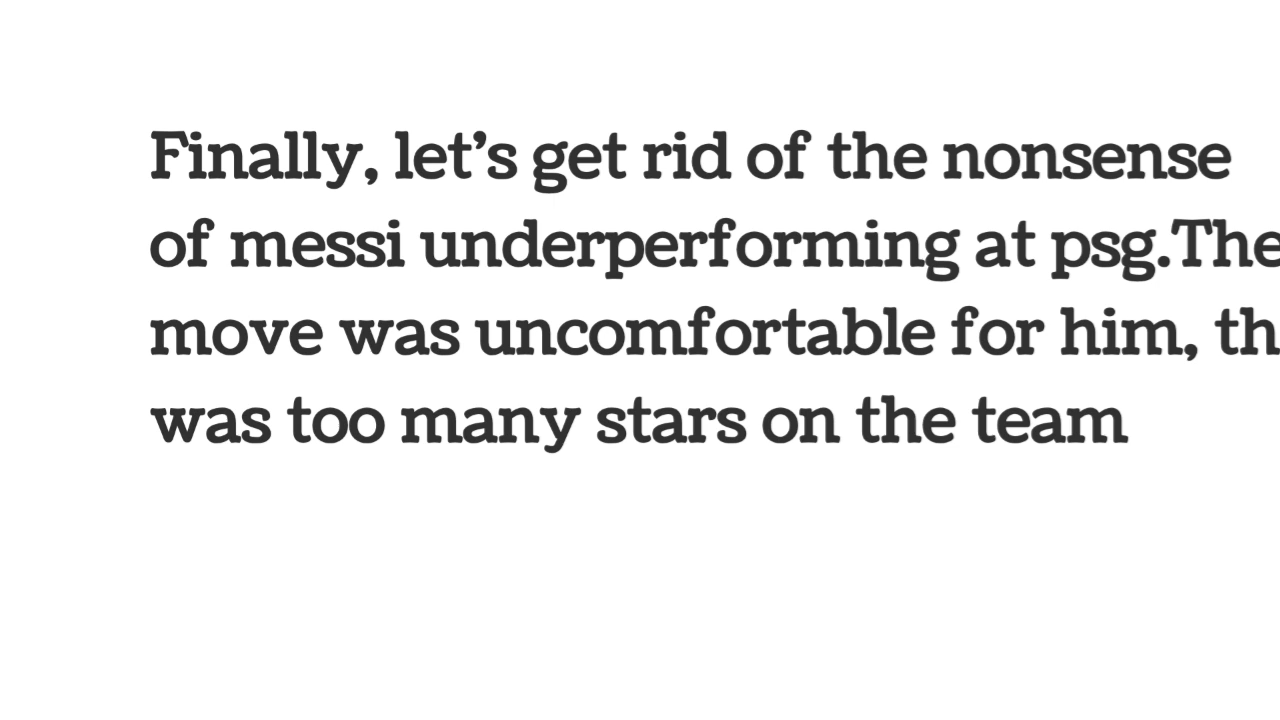 Finally, let’s get rid of the nonsense
of messi underperforming at psg.The
move was uncomfortable for him,
was too many stars on the team